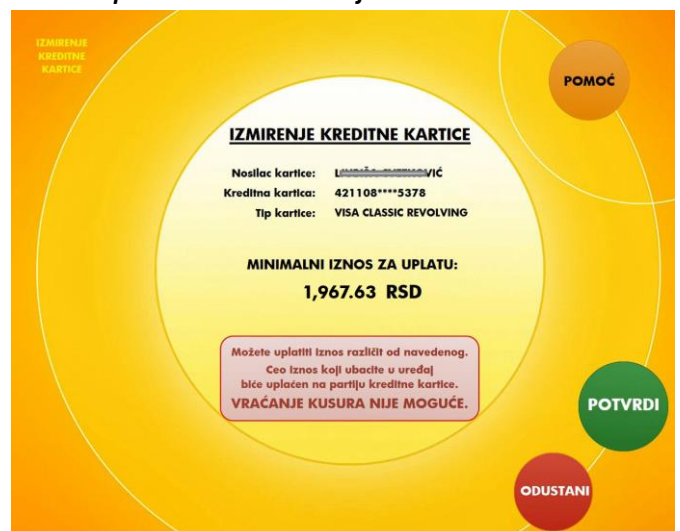 IZMIRENJE
KREDITNE
KARTICE
POMOĆ
IZMIRENJE KREDITNE KARTICE
Nosilac kartice:
Kreditna kartica: 421108****5378
Tip kartice: VISA CLASSIC REVOLVING
MINIMALNI IZNOS ZA UPLATU:
1,967.63 RSD
Možete uplatiti iznos različit od navedenog.
Ceo iznos koji ubacite u uređaj
biće uplaćen na partiju kreditne kartice.
VRAĆANJE KUSURA NIJE MOGUĆE.
POTVRDI
ODUSTANI